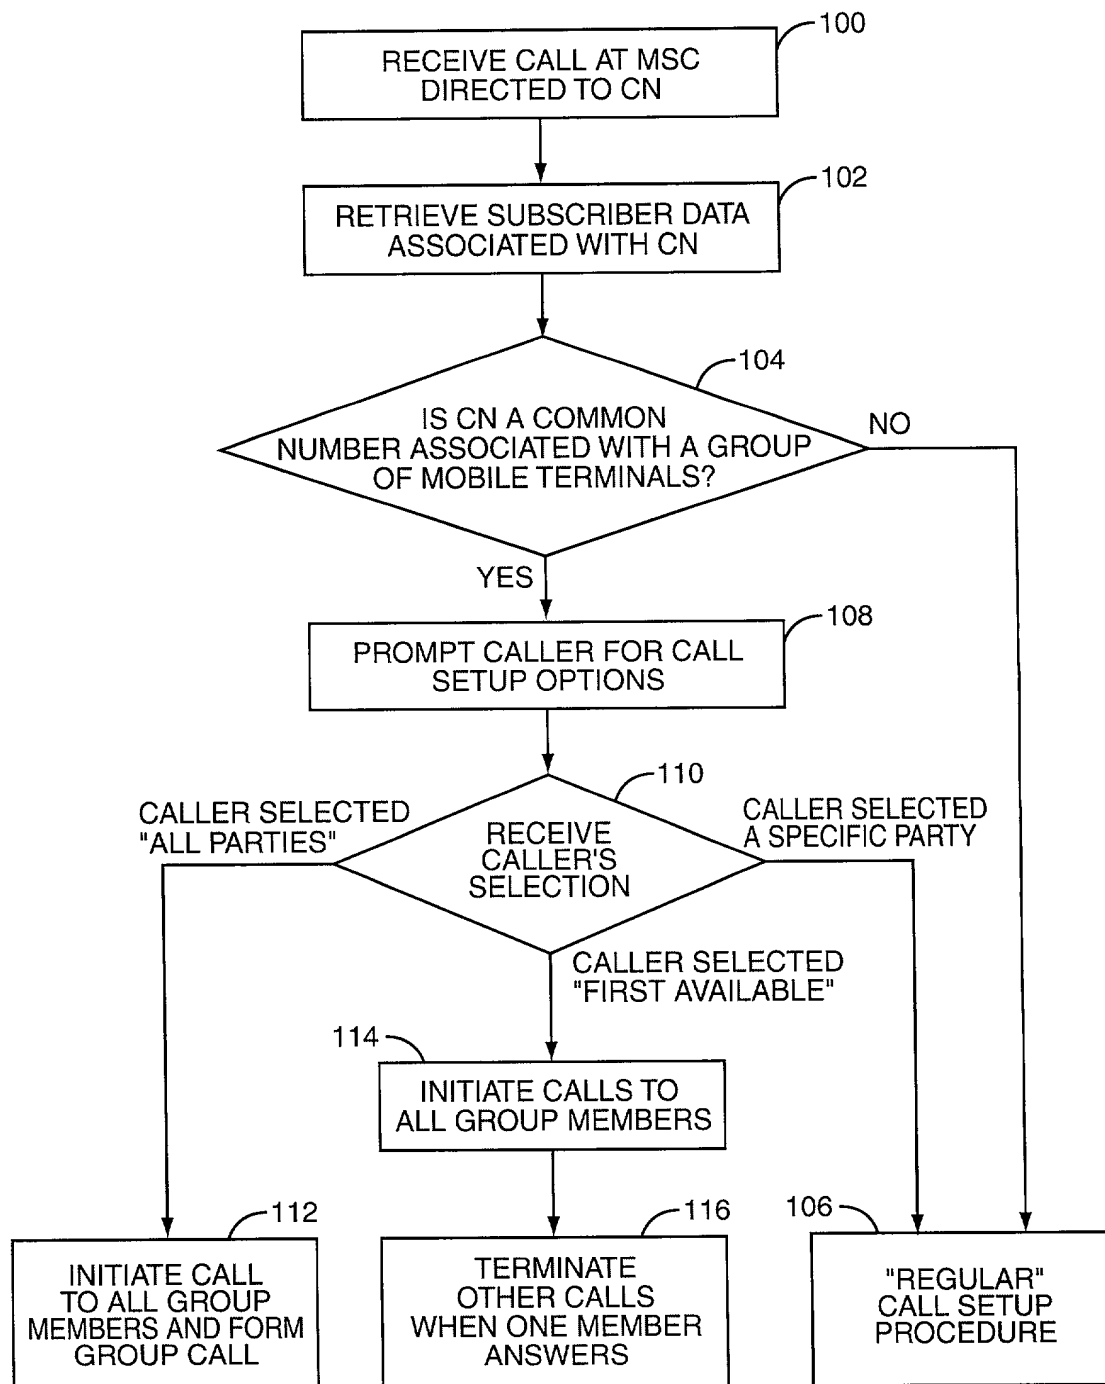 100
RECEIVE CALL AT MSC
DIRECTED TO CN
102
RETRIEVE SUBSCRIBER DATA
ASSOCIATED WITH CN
104
IS CN A COMMON
NUMBER ASSOCIATED WITH A GROUP
OF MOBILE TERMINALS?
NO
YES
108
PROMPT CALLER FOR CALL
SETUP OPTIONS
110
RECEIVE
CALLER'S
SELECTION
CALLER SELECTED
"ALL PARTIES"
CALLER SELECTED
A SPECIFIC PARTY
CALLER SELECTED
"FIRST AVAILABLE"
114
INITIATE CALLS TO
ALL GROUP MEMBERS
112
INITIATE CALL
TO ALL GROUP
MEMBERS AND FORM
GROUP CALL
116
TERMINATE
OTHER CALLS
WHEN ONE MEMBER
ANSWERS
106
"REGULAR"
CALL SETUP
PROCEDURE